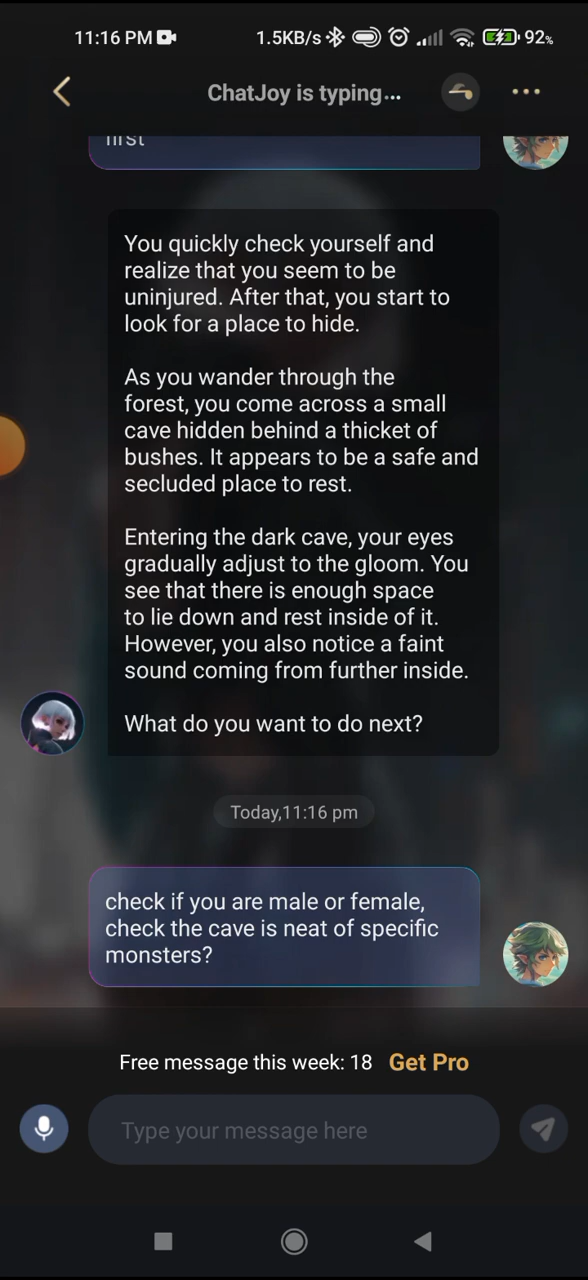 11:16 PM 1.5KB/s 92%
ChatJoy is typing...
first
You quickly check yourself and
realize that you seem to be
uninjured. After that, you start to
look for a place to hide.
As you wander through the
forest, you come across a small
cave hidden behind a thicket of
bushes. It appears to be a safe and
secluded place to rest.
Entering the dark cave, your eyes
gradually adjust to the gloom. You
see that there is enough space
to lie down and rest inside of it.
However, you also notice a faint
sound coming from further inside.
What do you want to do next?
Today,11:16 pm
check if you are male or female,
check the cave is neat of specific
monsters?
Free message this week: 18 Get Pro
Type your message here